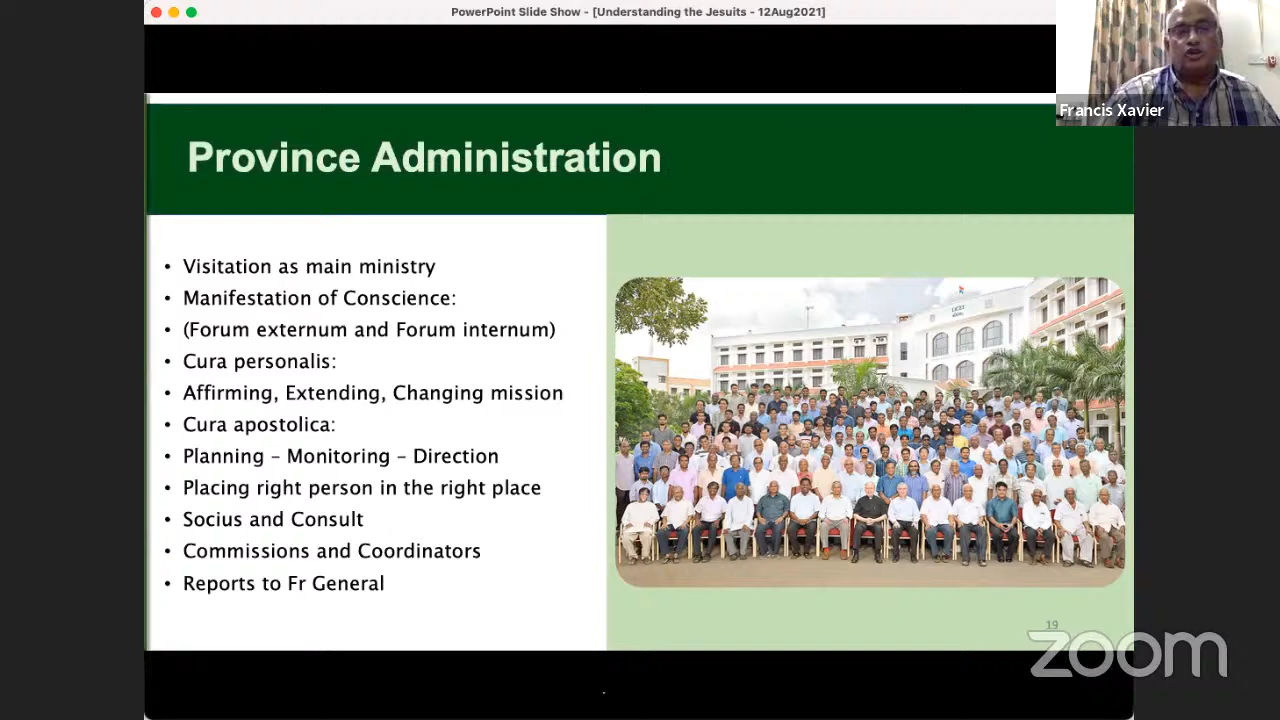 PowerPoint Slide Show - [Understanding the Jesuits - 12Aug2021]
Francis Xavier
Province Administration
• Visitation as main ministry
• Manifestation of Conscience:
• (Forum externum and Forum internum)
• Cura personalis:
• Affirming, Extending, Changing mission
• Cura apostolica:
• Planning – Monitoring – Direction
• Placing right person in the right place
• Socius and Consult
• Commissions and Coordinators
• Reports to Fr General
19
zoom